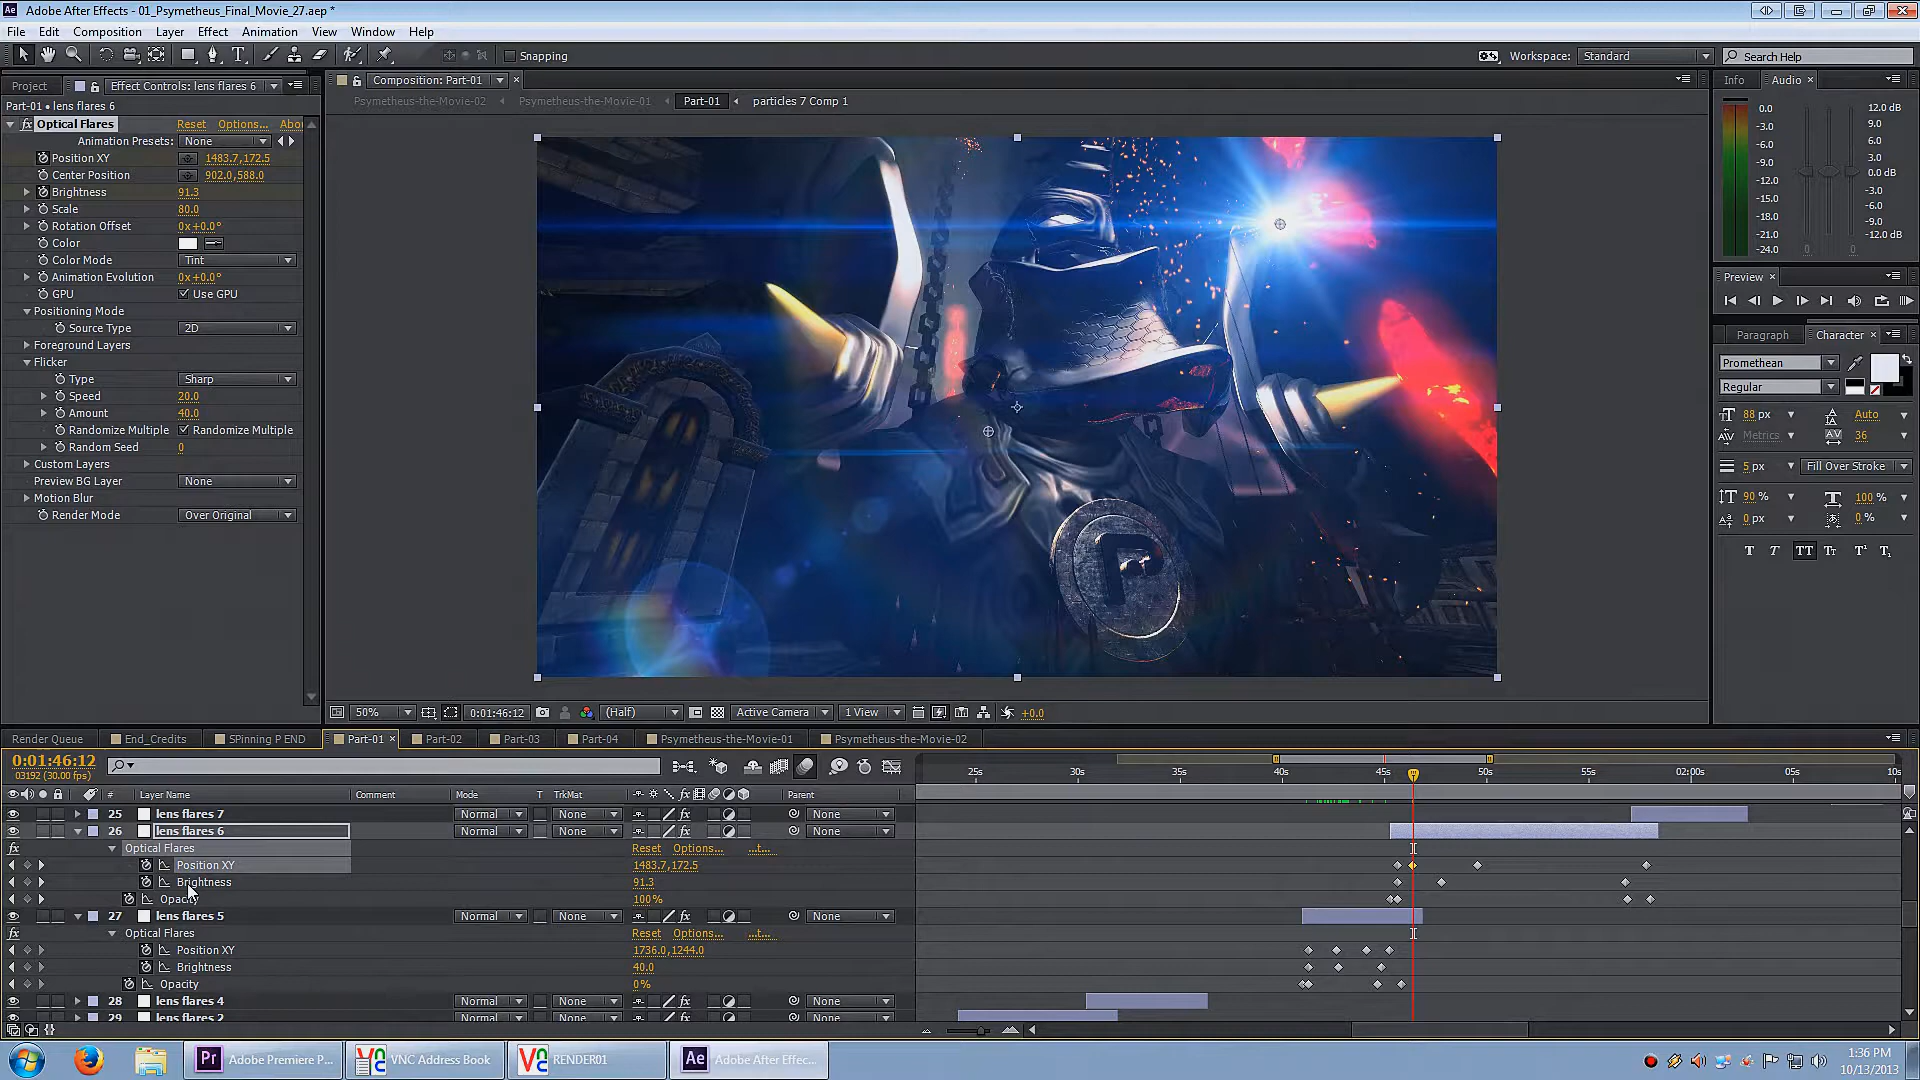 Adobe After Effects - 01_Psymetheus_Final_Movie_27.aep *
File Edit Composition Layer Effect Animation View Window Help
Snapping
Workspace: Standard Search Help
Project Effect Controls: lens flares 6
Composition: Part-01
Info Audio
Part-01 • lens flares 6
Psymetheus-the-Movie-02 Psymetheus-the-Movie-01 Part-01 particles 7 Comp 1
Optical Flares Reset Options... Abou
Animation Presets: None
Position XY 1483.7,172.5
Center Position 902.0,588.0
Brightness 91.3
Scale 80.0
Rotation Offset 0x+0.0°
Color
Color Mode Tint
Animation Evolution 0x+0.0°
GPU Use GPU
Positioning Mode
Source Type 2D
Foreground Layers
Flicker
Type Sharp
Speed 20.0
Amount 40.0
Randomize Multiple Randomize Multiple
Random Seed 0
Custom Layers
Preview BG Layer None
Motion Blur
Render Mode Over Original
P
0.0 12.0 dB
-3.0 9.0
-6.0 6.0
-9.0 3.0
-12.0 0.0 dB
-15.0 -3.0
-18.0 -6.0
-21.0 -9.0
-24.0 0 0 -12.0 dB
Preview
Paragraph Character
Promethean
Regular
88 px Auto
Metrics 36
5 px Fill Over Stroke
90 % 100 %
0 px 0 %
T T TT Tt T¹ T₁
50% 0:01:46:12 (Half) Active Camera 1 View +0.0
Render Queue End_Credits SPinning P END Part-01 Part-02 Part-03 Part-04 Psymetheus-the-Movie-01 Psymetheus-the-Movie-02
0:01:46:12
03192 (30.00 fps)
25s 30s 35s 40s 45s 50s 55s 02:00s 05s 10s
# Layer Name Comment Mode T TrkMat Parent
25 lens flares 7 Normal None None
26 lens flares 6 Normal None None
Optical Flares Reset Options... ...t...
Position XY 1483.7,172.5
Brightness 91.3
Opacity 100%
27 lens flares 5 Normal None None
Optical Flares Reset Options... ...t...
Position XY 1736.0,1244.0
Brightness 40.0
Opacity 0%
28 lens flares 4 Normal None None
29 lens flares 2 Normal None None
Adobe Premiere P... VNC Address Book RENDER01 Adobe After Effec...
1:36 PM
10/13/2013